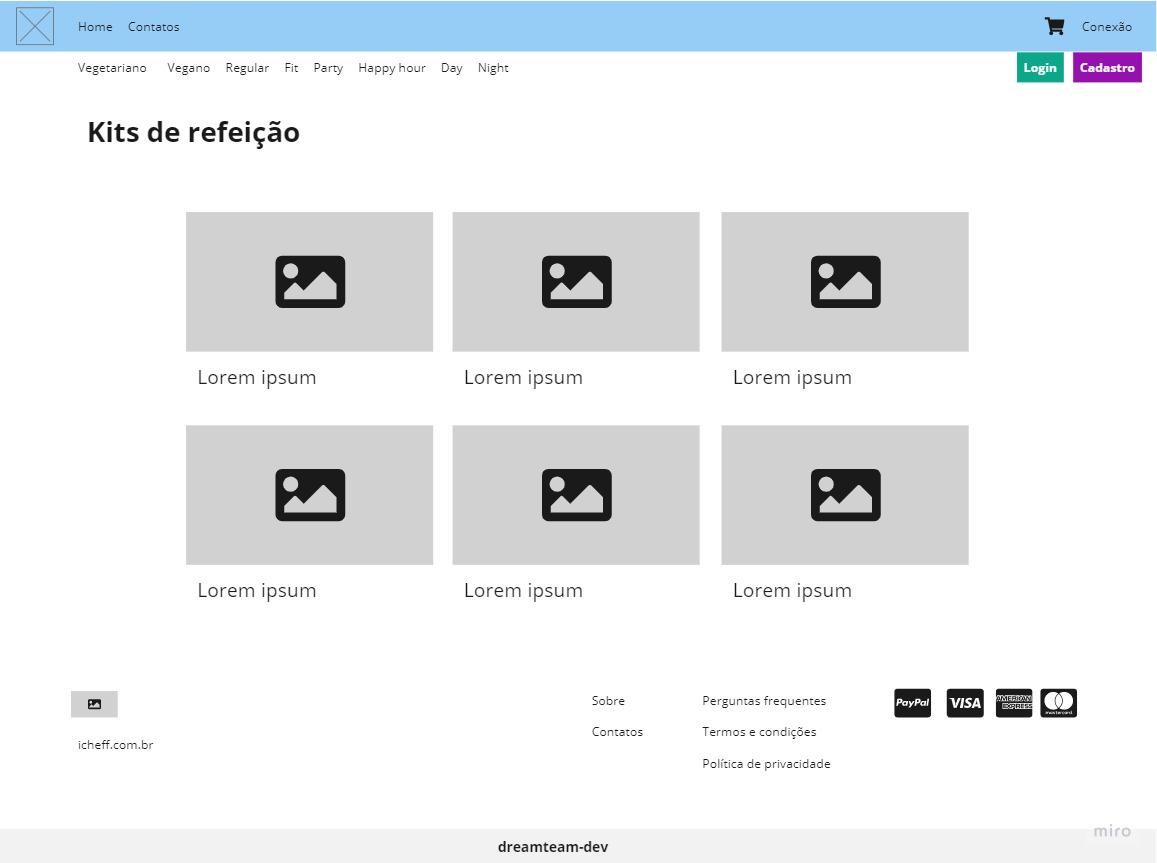 Home Contatos Conexão
Vegetariano Vegano Regular Fit Party Happy hour Day Night Login Cadastro
Kits de refeição
Lorem ipsum Lorem ipsum Lorem ipsum
Lorem ipsum Lorem ipsum Lorem ipsum
Sobre Perguntas frequentes PayPal VISA AMERICAN EXPRESS mastercard
Contatos Termos e condições
icheff.com.br
Política de privacidade
miro
dreamteam-dev